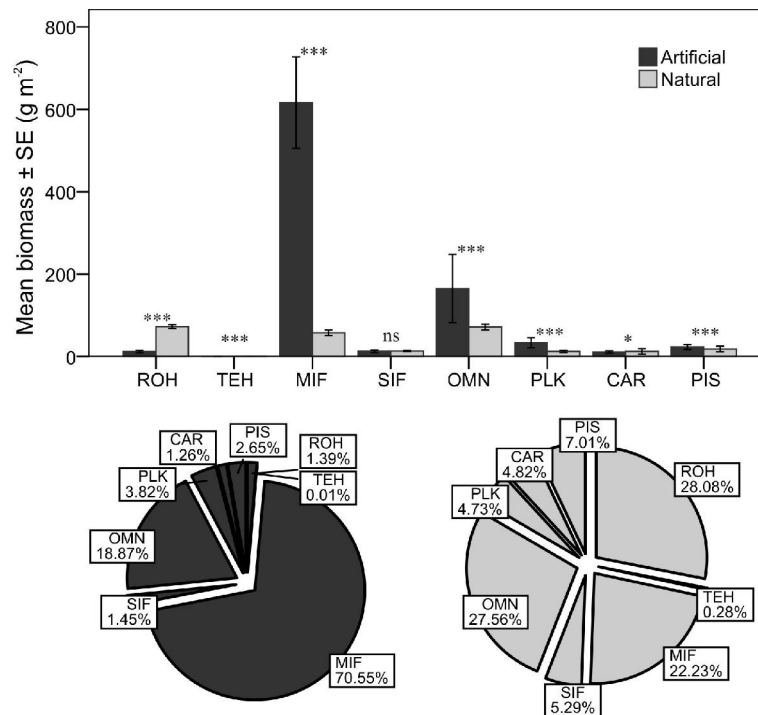 Mean biomass ± SE (g m⁻²)
800
600
400
200
0
Artificial
Natural
***
***
***
ns
***
***
*
***
ROH
TEH
MIF
SIF
OMN
PLK
CAR
PIS
CAR
1.26%
PIS
2.65%
ROH
1.39%
TEH
0.01%
PLK
3.82%
OMN
18.87%
SIF
1.45%
MIF
70.55%
PIS
7.01%
CAR
4.82%
PLK
4.73%
ROH
28.08%
OMN
27.56%
TEH
0.28%
MIF
22.23%
SIF
5.29%